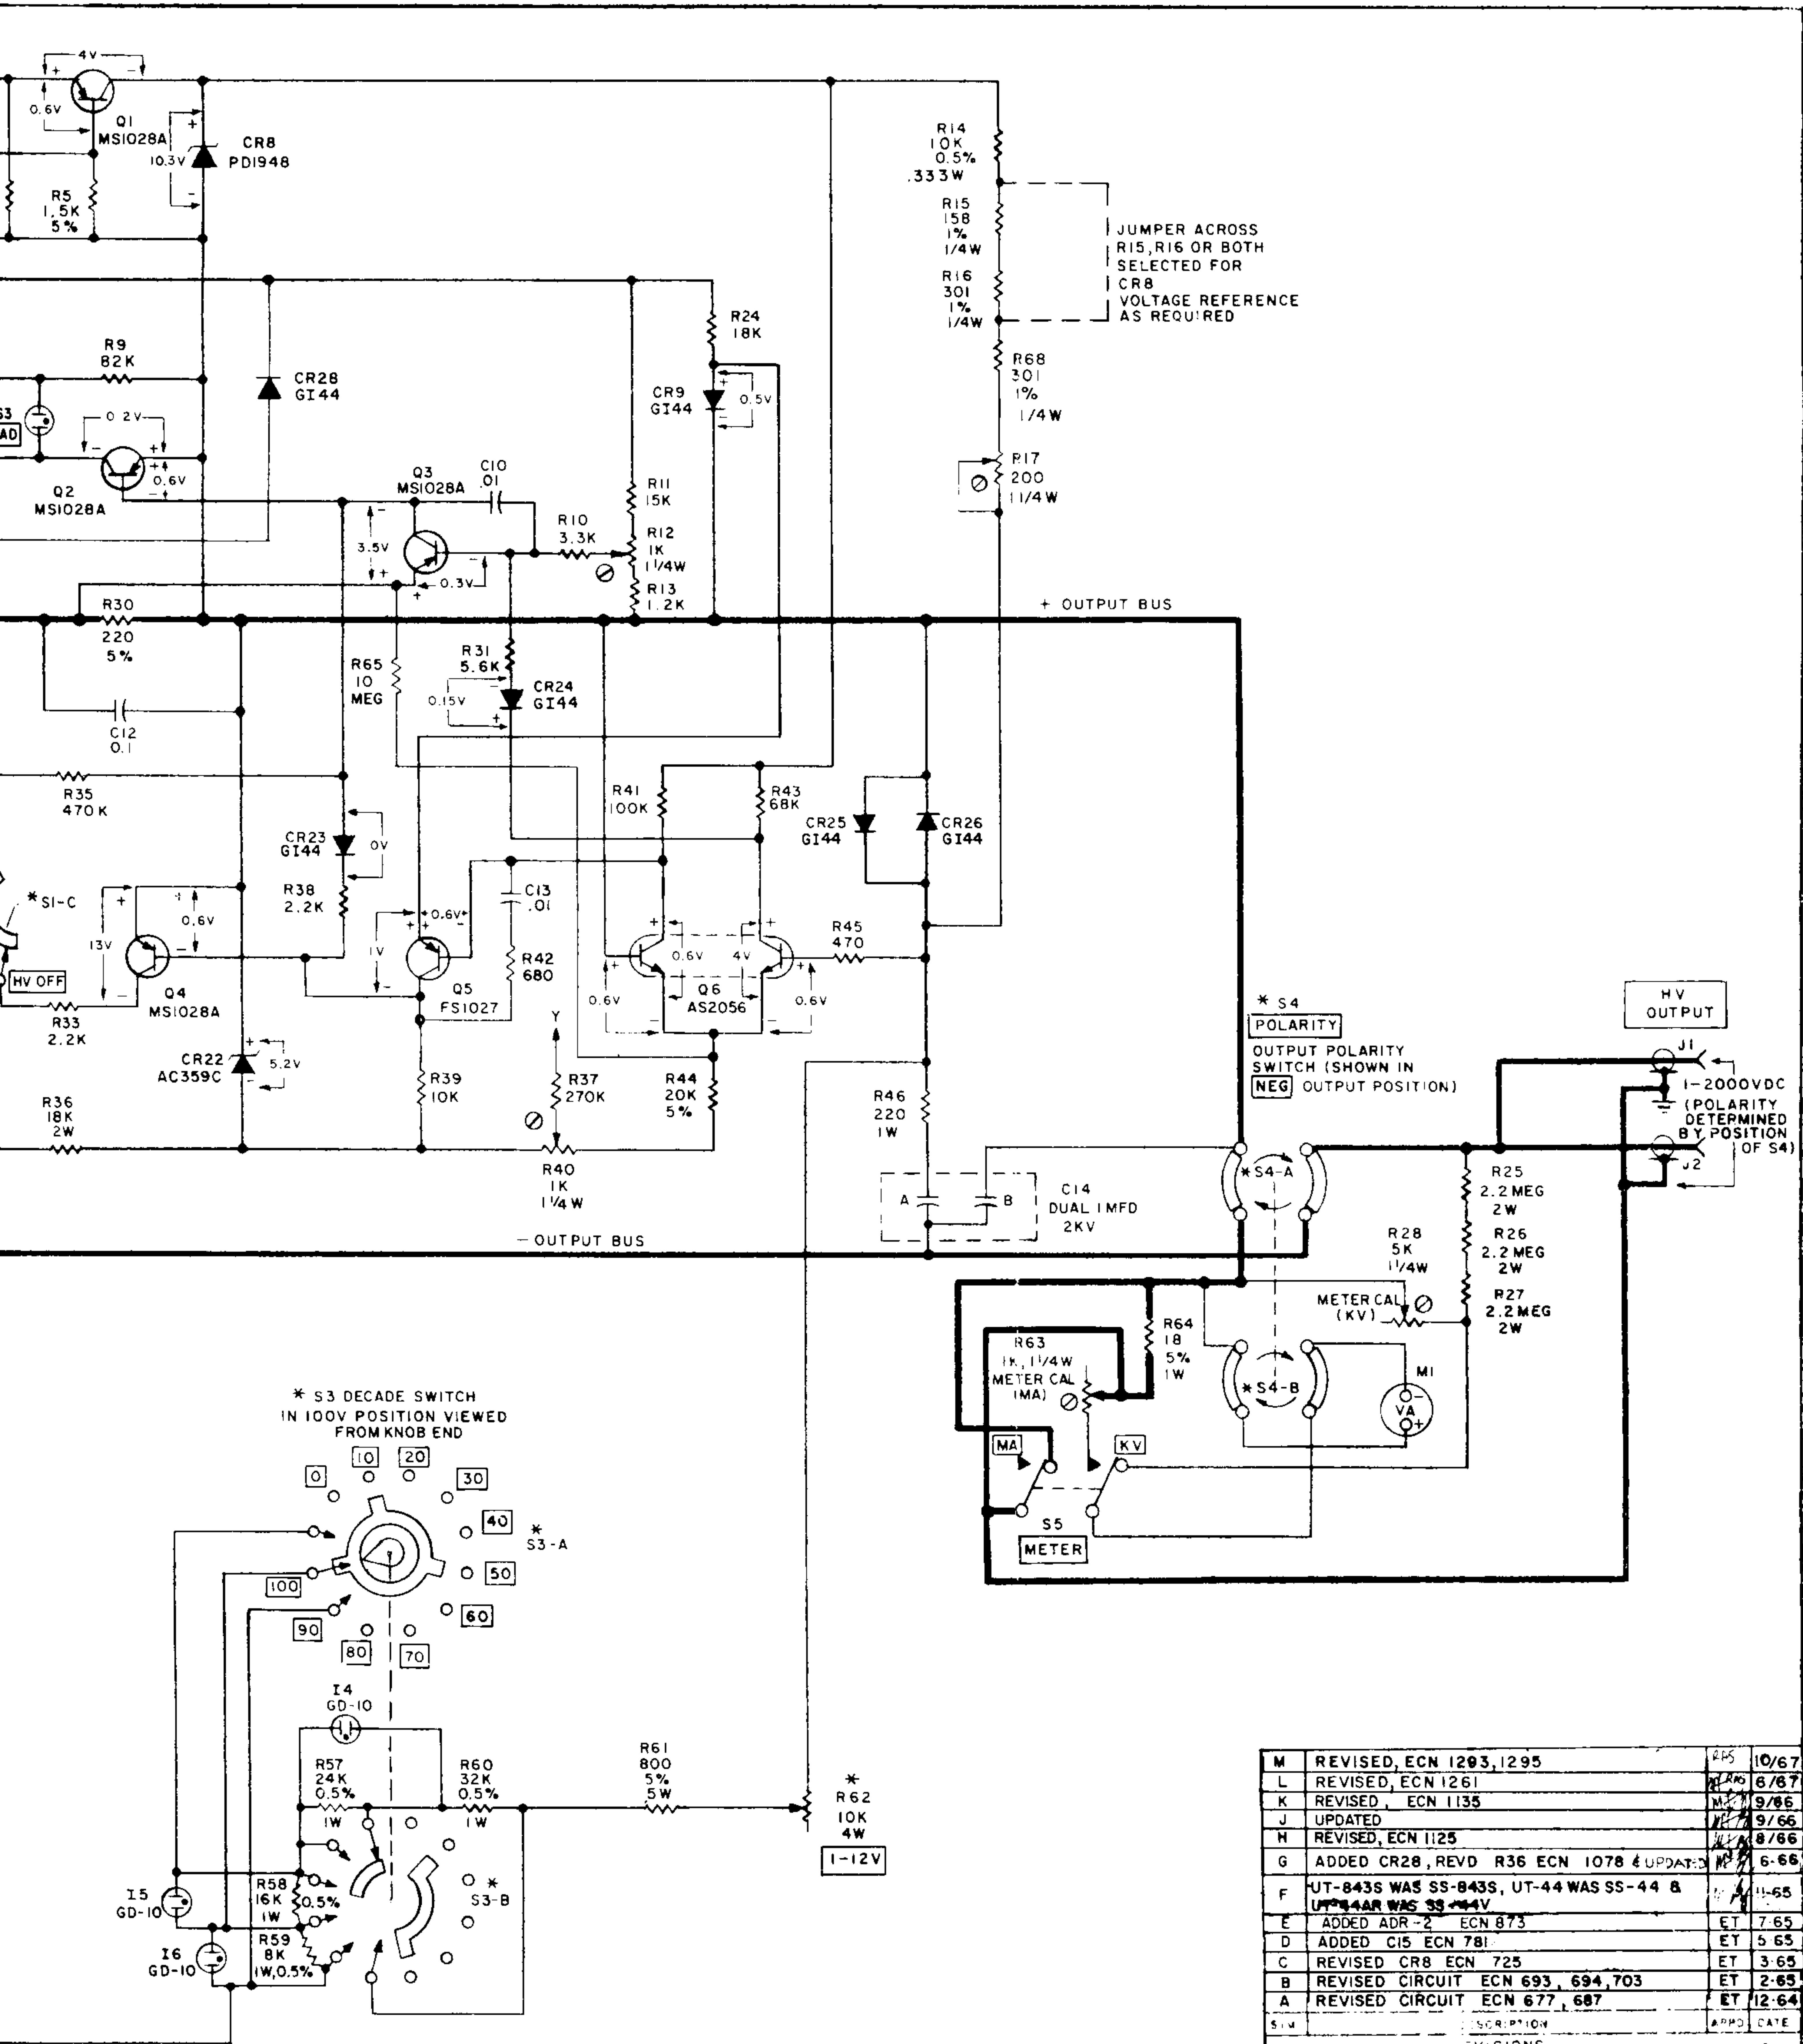 4V
+ -
0.6V
Q1
MS1028A
+
10.3V
-
CR8
PD1948
R5
1.5K
5%
R14
10K
0.5%
.333W
R15
158
1%
1/4W
R16
301
1%
1/4W
JUMPER ACROSS
R15,R16 OR BOTH
SELECTED FOR
CR8
VOLTAGE REFERENCE
AS REQUIRED
R68
301
1%
1/4W
R17
200
1 1/4W
R9
82K
CR28
GI44
R24
18K
CR9
GI44
+
0.5V
-
0.2V
- +
+
0.6V
-
Q2
MS1028A
Q3
MS1028A
C10
.01
-
3.5V
+
-
0.3V
+
R10
3.3K
R11
15K
R12
1K
1 1/4W
R13
1.2K
+ OUTPUT BUS
R30
220
5%
C12
0.1
R65
10
MEG
R31
5.6K
-
0.15V
+
CR24
GI44
R35
470K
CR23
GI44
0V
R38
2.2K
R41
100K
R43
68K
CR25
GI44
CR26
GI44
C13
.01
R42
680
R45
470
* S1-C
HV OFF
+
13V
-
+
0.6V
-
Q4
MS1028A
R33
2.2K
+ 0.6V -
+
1V
-
Q5
FS1027
+
0.6V
-
+
0.6V
-
+
4V
-
+
0.6V
-
Q6
AS2056
CR22
AC359C
+
5.2V
-
R36
18K
2W
R39
10K
Y
R37
270K
R40
1K
1 1/4W
R44
20K
5%
R46
220
1W
A
B
C14
DUAL 1MFD
2KV
- OUTPUT BUS
* S4
POLARITY
OUTPUT POLARITY
SWITCH (SHOWN IN
NEG OUTPUT POSITION)
HV
OUTPUT
J1
1-2000VDC
(POLARITY
DETERMINED
BY POSITION
OF S4)
J2
* S4-A
R25
2.2 MEG
2W
R26
2.2 MEG
2W
R27
2.2 MEG
2W
R28
5K
1 1/4W
METER CAL
(KV)
R64
18
5%
1W
R63
1K, 1 1/4W
METER CAL
(MA)
* S4-B
M1
-
VA
+
MA
KV
S5
METER
* S3 DECADE SWITCH
IN 100V POSITION VIEWED
FROM KNOB END
0
10
20
30
40
50
60
70
80
90
100
*
S3-A
I4
GD-10
R57
24K
0.5%
1W
R60
32K
0.5%
1W
R61
800
5%
5W
*
R62
10K
4W
1-12V
I5
GD-10
R58
16K
1W
0.5%
I6
GD-10
R59
8K
1W,0.5%
*
S3-B
M REVISED, ECN 1293,1295 RAS 10/67
L REVISED, ECN 1261 6/67
K REVISED, ECN 1135 9/66
J UPDATED 9/66
H REVISED, ECN 1125 8/66
G ADDED CR28, REVD R36 ECN 1078 & UPDATED 6-66
F UT-843S WAS SS-843S, UT-44 WAS SS-44 & 11-65
WAS
E ADDED ADR-2 ECN 873 ET 7-65
D ADDED C15 ECN 781 ET 5-65
C REVISED CR8 ECN 725 ET 3-65
B REVISED CIRCUIT ECN 693, 694,703 ET 2-65
A REVISED CIRCUIT ECN 677, 687 ET 12-64
DESCRIPTION APPD DATE